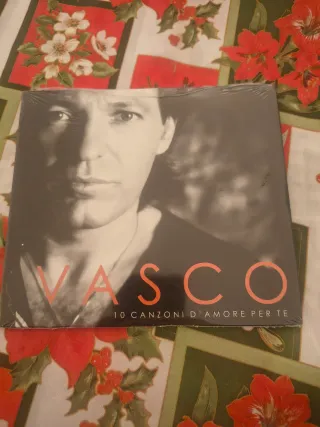 VASCO
10 CANZONI D'AMORE PER TE